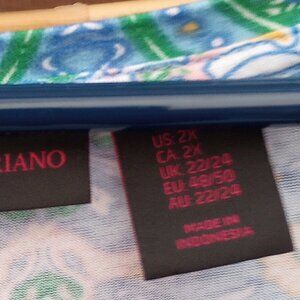 RIANO
US: 2X
CA: 2X
UK: 22/24
EU: 48/50
AU: 22/24
MADE IN
INDONESIA